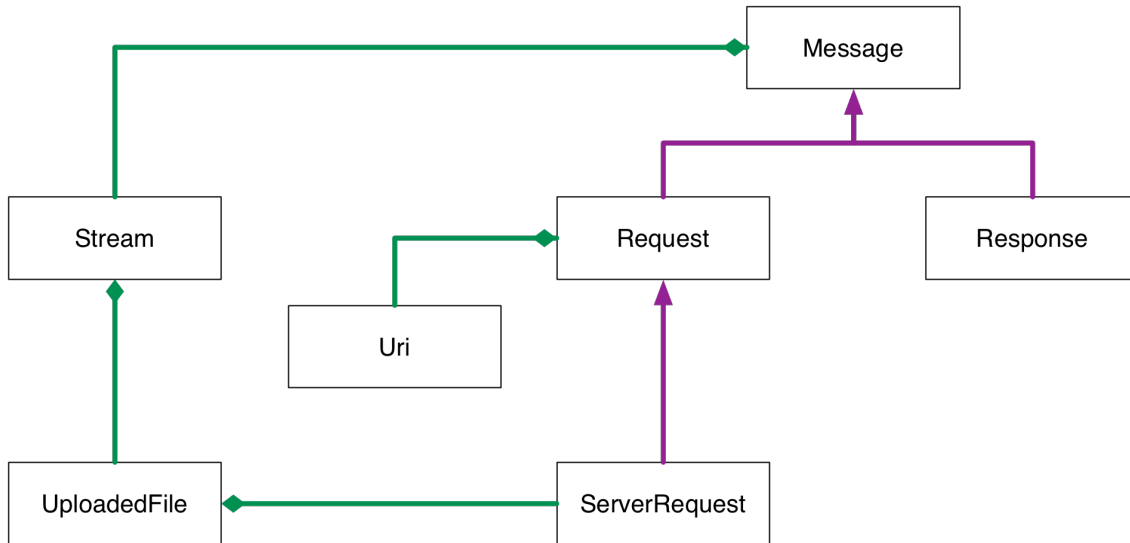 Message
Stream
Request
Response
Uri
UploadedFile
ServerRequest